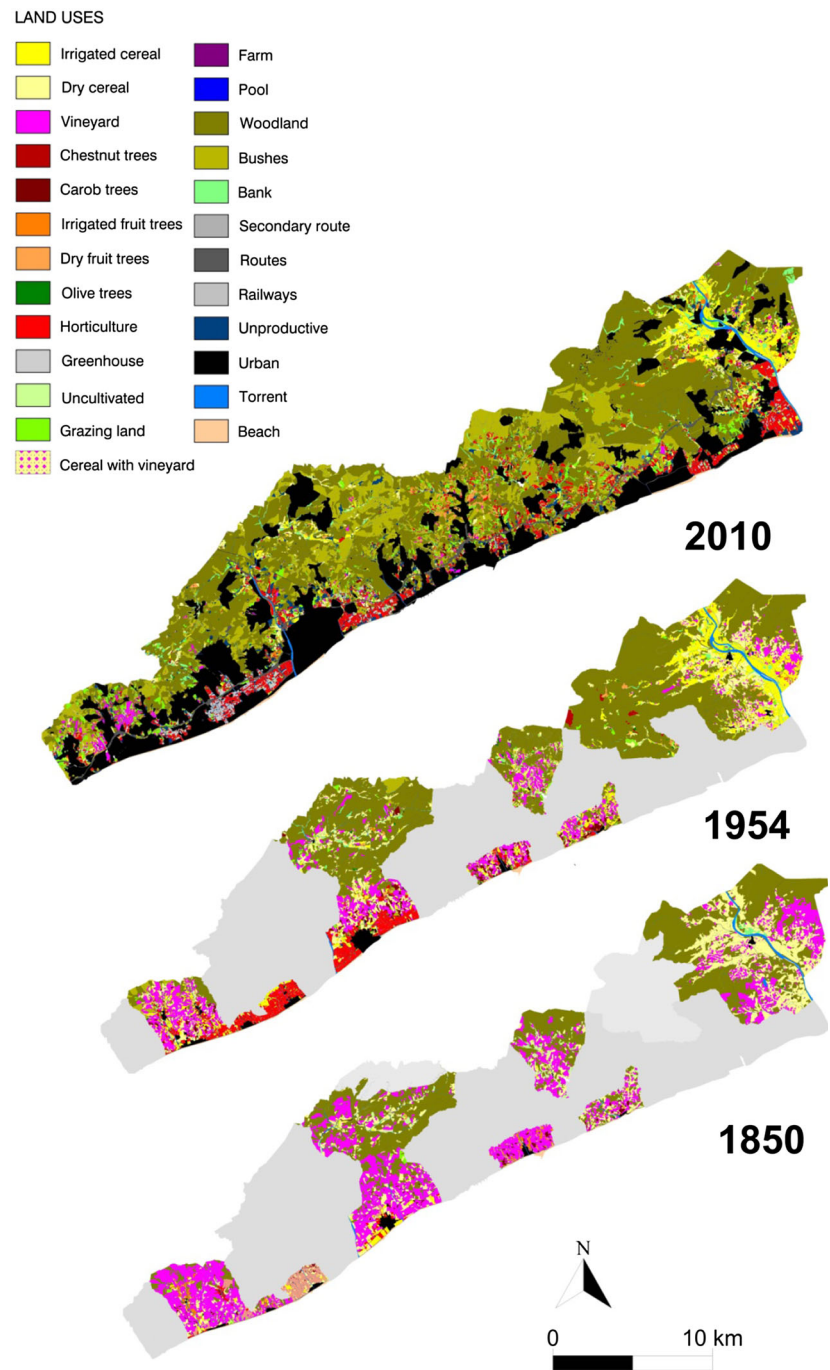 LAND USES
Irrigated cereal
Dry cereal
Vineyard
Chestnut trees
Carob trees
Irrigated fruit trees
Dry fruit trees
Olive trees
Horticulture
Greenhouse
Uncultivated
Grazing land
Cereal with vineyard
Farm
Pool
Woodland
Bushes
Bank
Secondary route
Routes
Railways
Unproductive
Urban
Torrent
Beach
2010
1954
1850
N
0 10 km